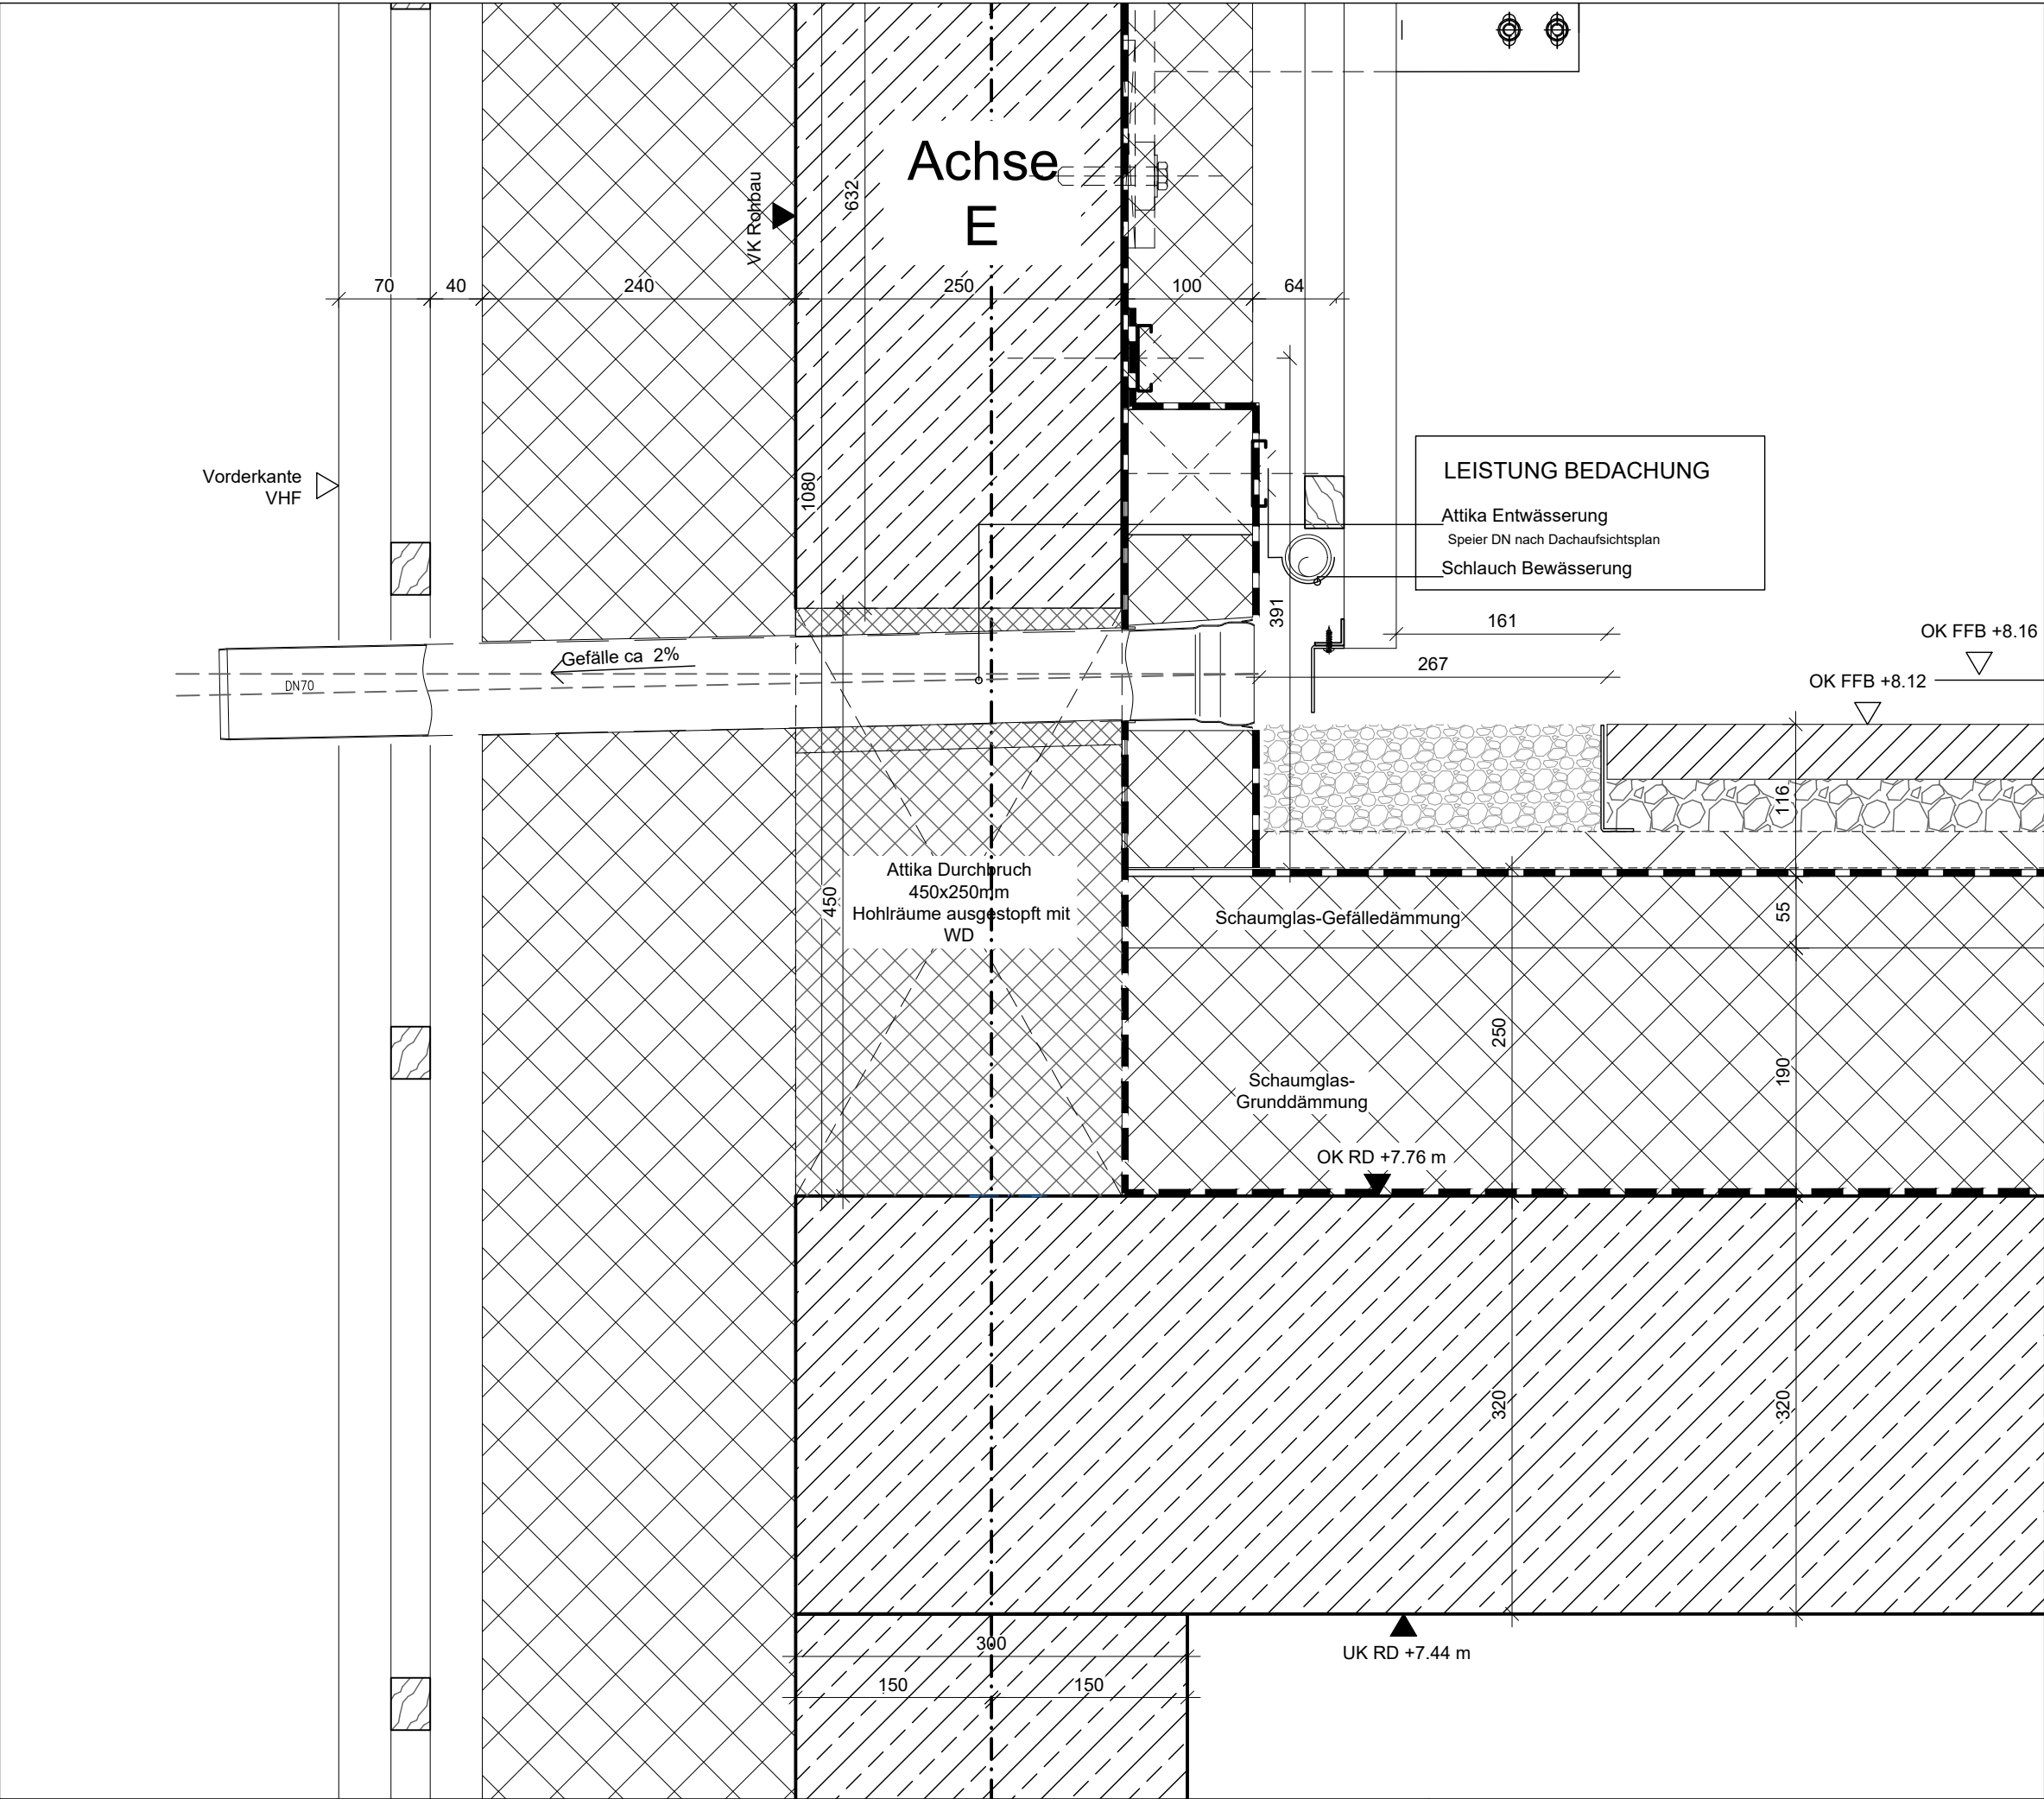 Achse
E
VK Rohbau
632
70
40
240
250
100
64
Vorderkante
VHF
1080
LEISTUNG BEDACHUNG
Attika Entwässerung
Speier DN nach Dachaufsichtsplan
Schlauch Bewässerung
391
161
267
OK FFB +8.16
OK FFB +8.12
Gefälle ca 2%
DN70
116
Attika Durchbruch
450x250mm
Hohlräume ausgestopft mit
WD
450
Schaumglas-Gefälledämmung
55
250
190
Schaumglas-
Grunddämmung
OK RD +7.76 m
320
320
UK RD +7.44 m
300
150
150